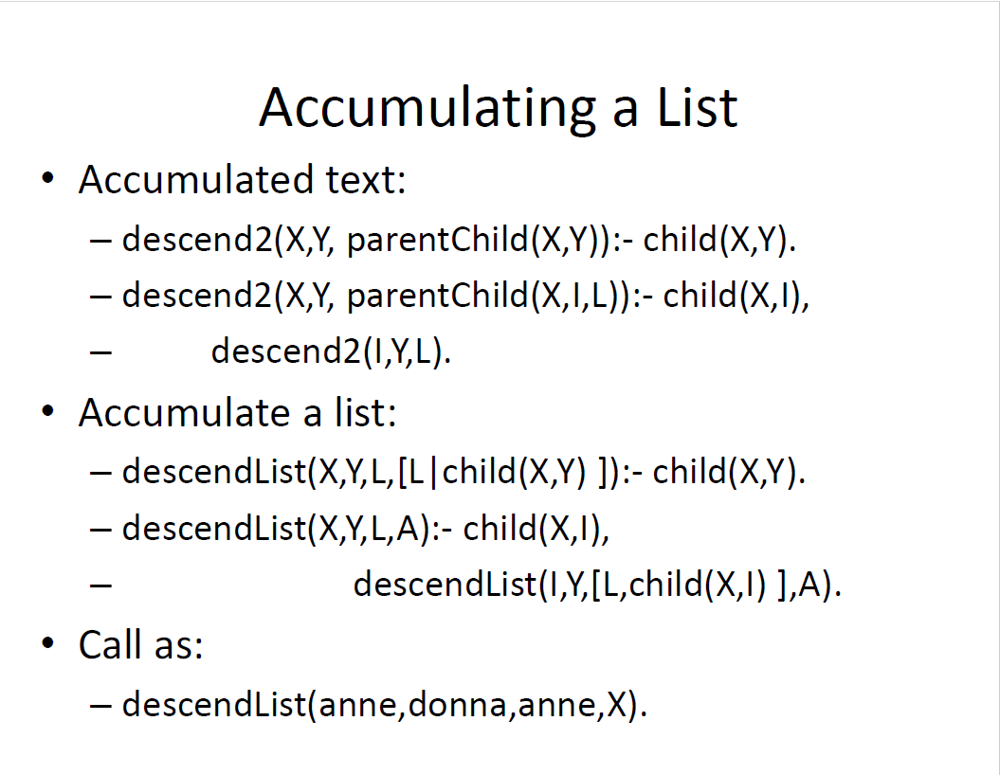 Accumulating a List
• Accumulated text:
– descend2(X,Y, parentChild(X,Y)):- child(X,Y).
– descend2(X,Y, parentChild(X,I,L)):- child(X,I),
– descend2(I,Y,L).
• Accumulate a list:
– descendList(X,Y,L,[L|child(X,Y) ]):- child(X,Y).
– descendList(X,Y,L,A):- child(X,I),
– descendList(I,Y,[L,child(X,I) ],A).
• Call as:
– descendList(anne,donna,anne,X).